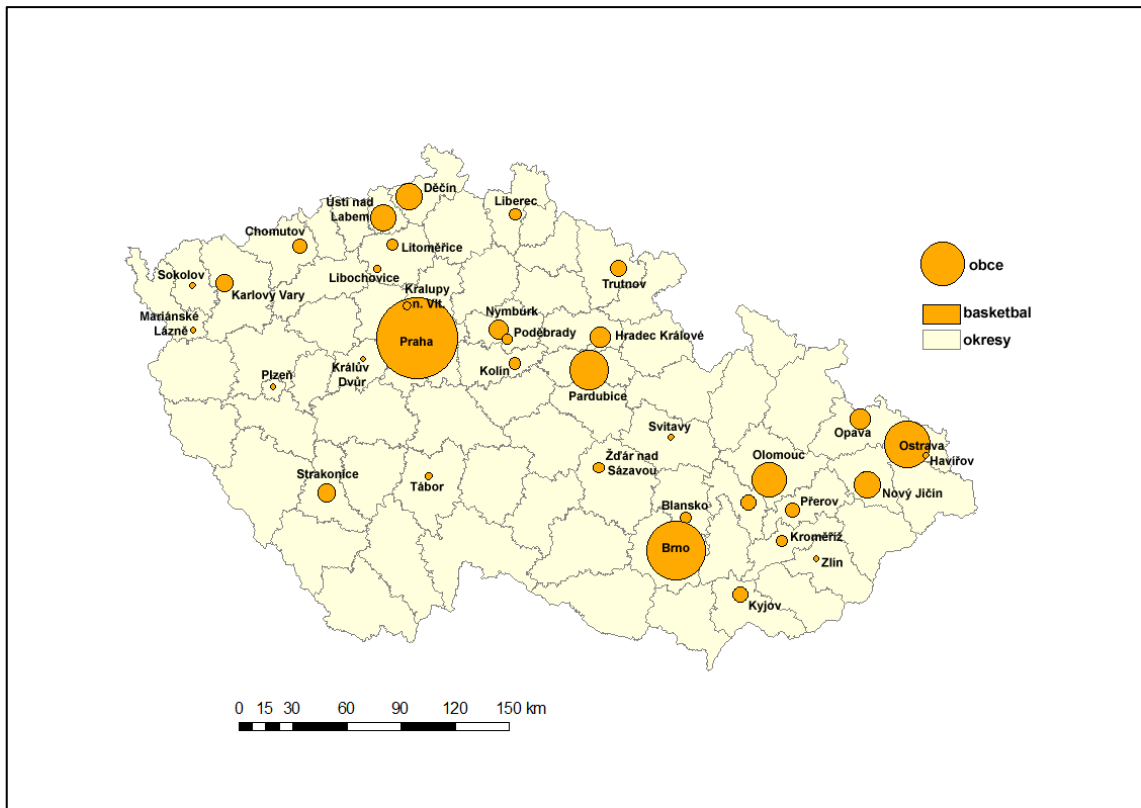 Děčín
Ústí nad
Labem
Liberec
Chomutov
Litoměřice
Sokolov
Libochovice
Karlový Vary
Trutnov
Kralupy
n. Vlt.
Mariánské
Lázně
Nymburk
Poděbrady
Hradec Králové
Praha
Králův
Dvůr
Kolín
Plzeň
Pardubice
Svitavy
Opava
Ostrava
Havířov
Olomouc
Žďár nad
Sázavou
Strakonice
Tábor
Nový Jičín
Přerov
Blansko
Kroměříž
Brno
Zlín
Kyjov
obce
basketbal
okresy
0 15 30 60 90 120 150 km